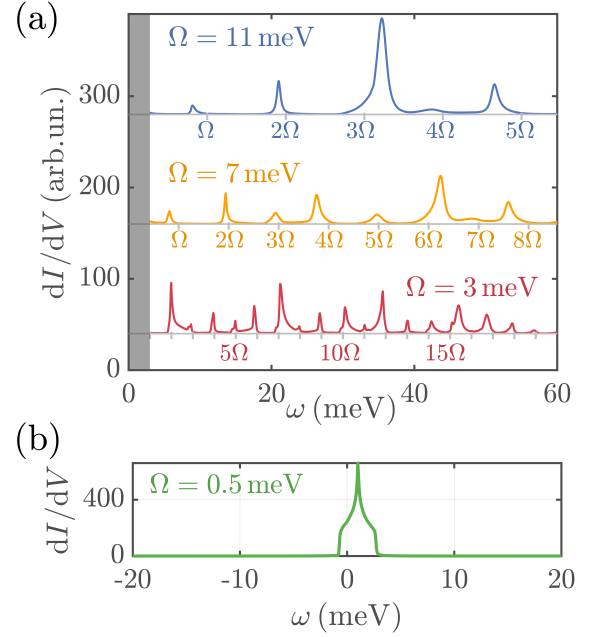 (a)
dI/dV (arb.un.)
300
200
100
0
Ω = 11 meV
Ω 2Ω 3Ω 4Ω 5Ω
Ω = 7 meV
Ω 2Ω 3Ω 4Ω 5Ω 6Ω 7Ω 8Ω
Ω = 3 meV
5Ω 10Ω 15Ω
0 20 40 60
ω (meV)
(b)
dI/dV
400
0
Ω = 0.5 meV
-20 -10 0 10 20
ω (meV)